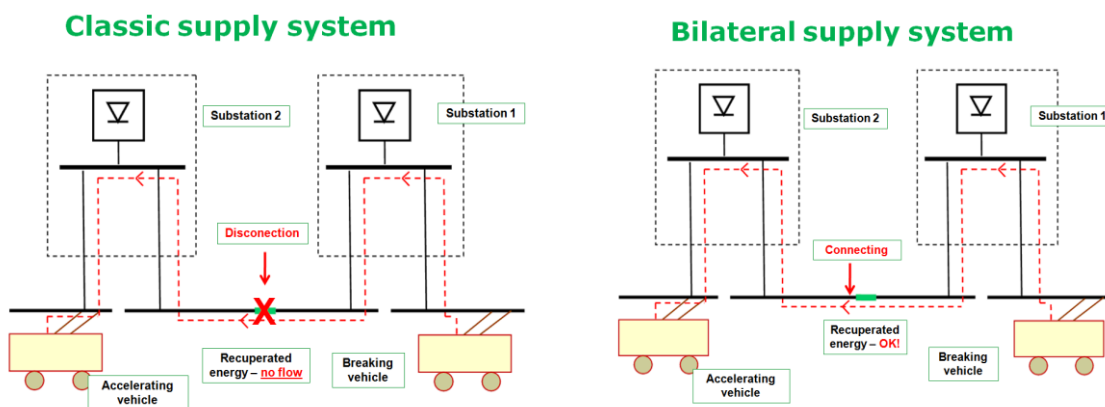 Classic supply system
Substation 2
Substation 1
Disconection
Recuperated
energy – no flow
Breaking
vehicle
Accelerating
vehicle
Bilateral supply system
Substation 2
Substation 1
Connecting
Recuperated
energy – OK!
Breaking
vehicle
Accelerating
vehicle